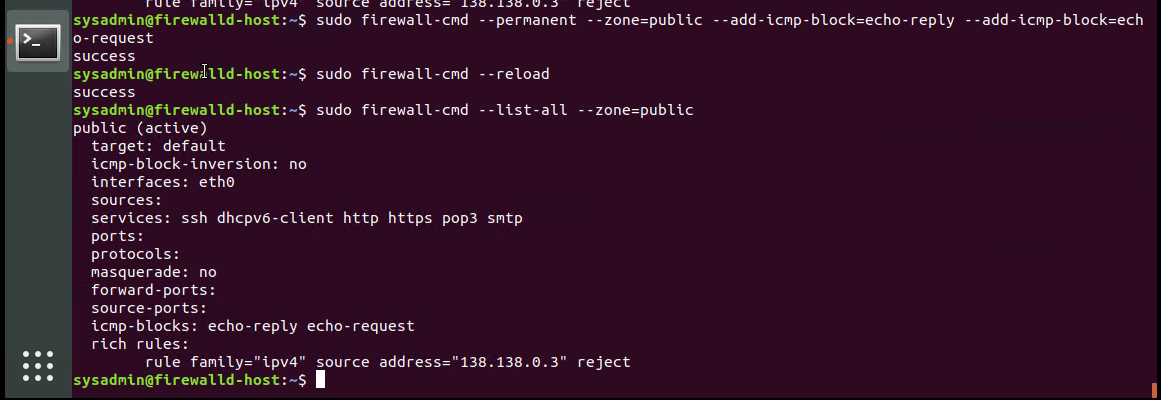 rule family="ipv4" source address="138.138.0.3" reject
sysadmin@firewalld-host:~$ sudo firewall-cmd --permanent --zone=public --add-icmp-block=echo-reply --add-icmp-block=ech
o-request
success
sysadmin@firewalld-host:~$ sudo firewall-cmd --reload
success
sysadmin@firewalld-host:~$ sudo firewall-cmd --list-all --zone=public
public (active)
  target: default
  icmp-block-inversion: no
  interfaces: eth0
  sources:
  services: ssh dhcpv6-client http https pop3 smtp
  ports:
  protocols:
  masquerade: no
  forward-ports:
  source-ports:
  icmp-blocks: echo-reply echo-request
  rich rules:
        rule family="ipv4" source address="138.138.0.3" reject
sysadmin@firewalld-host:~$